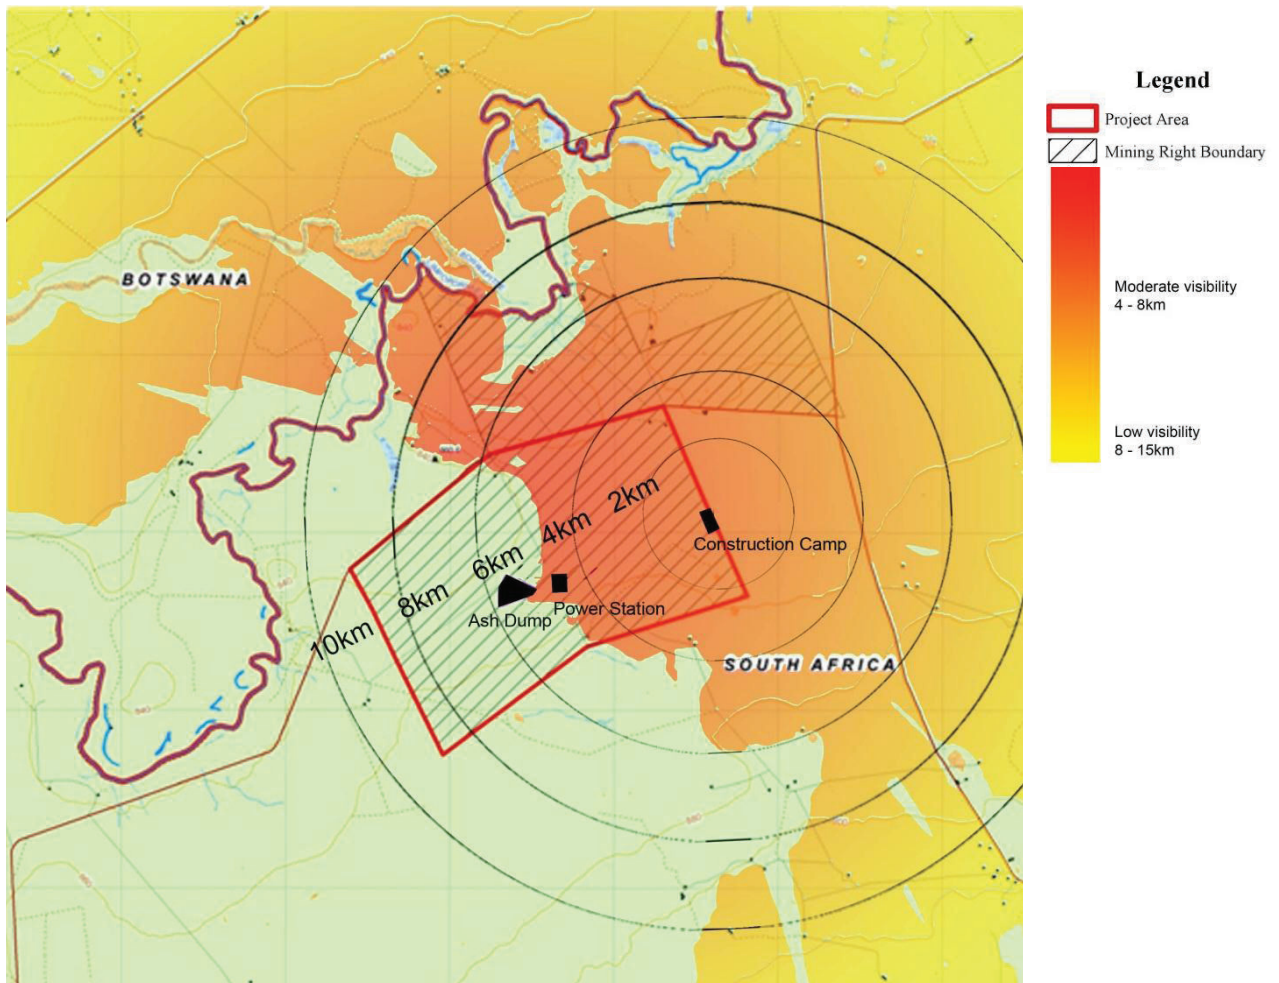 Legend
Project Area
Mining Right Boundary
Moderate visibility
4 - 8km
Low visibility
8 - 15km
BOTSWANA
2km
4km
6km
8km
10km
Construction Camp
Power Station
Ash Dump
SOUTH AFRICA